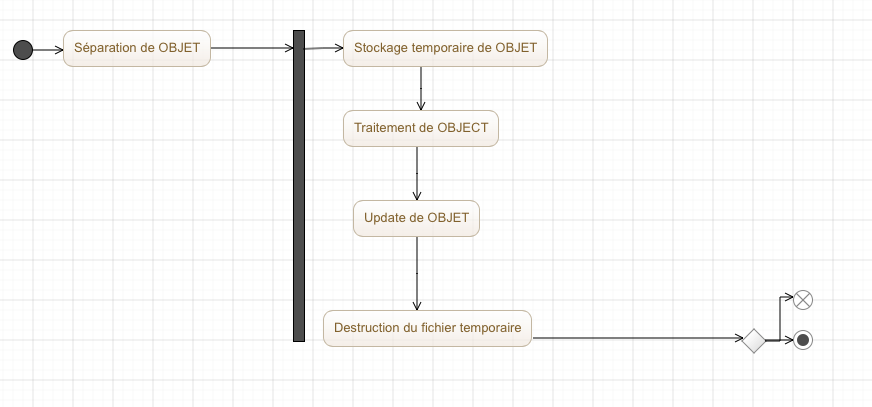 Séparation de OBJET
Stockage temporaire de OBJET
Traitement de OBJECT
Update de OBJET
Destruction du fichier temporaire